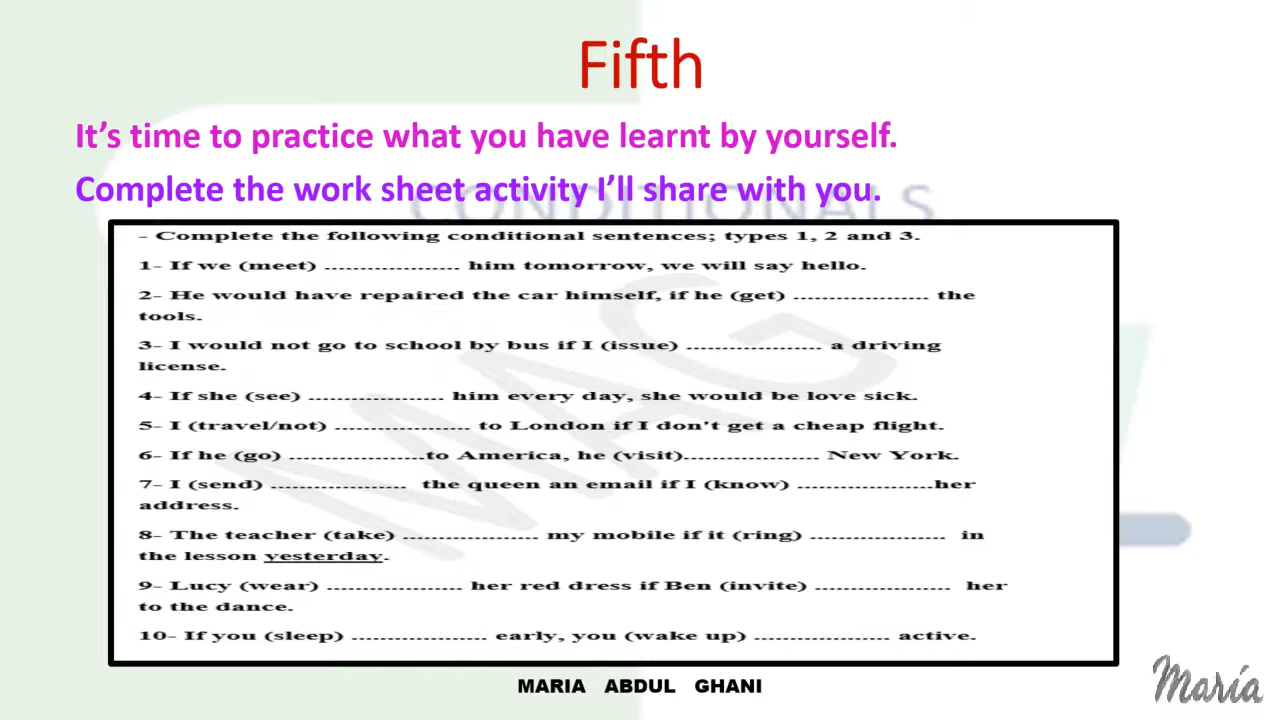 Fifth
It's time to practice what you have learnt by yourself.
Complete the work sheet activity I'll share with you.
CONDITIONALS
- Complete the following conditional sentences; types 1, 2 and 3.
1- If we (meet) ................... him tomorrow, we will say hello.
2- He would have repaired the car himself, if he (get) ................... the
tools.
3- I would not go to school by bus if I (issue) ................... a driving
license.
4- If she (see) ................... him every day, she would be love sick.
5- I (travel/not) ................... to London if I don't get a cheap flight.
6- If he (go) ...................to America, he (visit)................... New York.
7- I (send) ................... the queen an email if I (know) ...................her
address.
8- The teacher (take) ................... my mobile if it (ring) ................... in
the lesson yesterday.
9- Lucy (wear) ................... her red dress if Ben (invite) ................... her
to the dance.
10- If you (sleep) ................... early, you (wake up) ................... active.
MAG
MARIA ABDUL GHANI
Maria